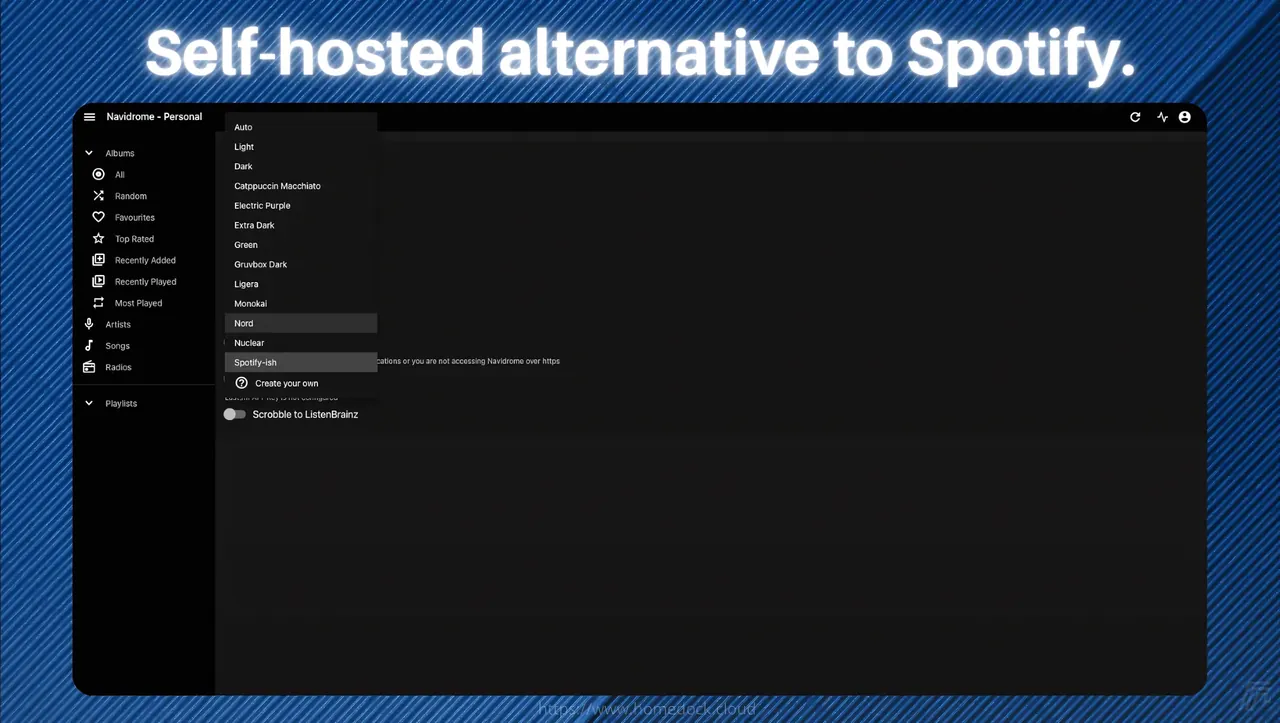 Self-hosted alternative to Spotify.
Navidrome - Personal
Albums
All
Random
Favourites
Top Rated
Recently Added
Recently Played
Most Played
Artists
Songs
Radios
Playlists
Auto
Light
Dark
Catppuccin Macchiato
Electric Purple
Extra Dark
Green
Gruvbox Dark
Ligera
Monokai
Nord
Nuclear
Spotify-ish
Create your own
cations or you are not accessing Navidrome over https
is not configured
Scrobble to ListenBrainz
https://www.homedock.cloud